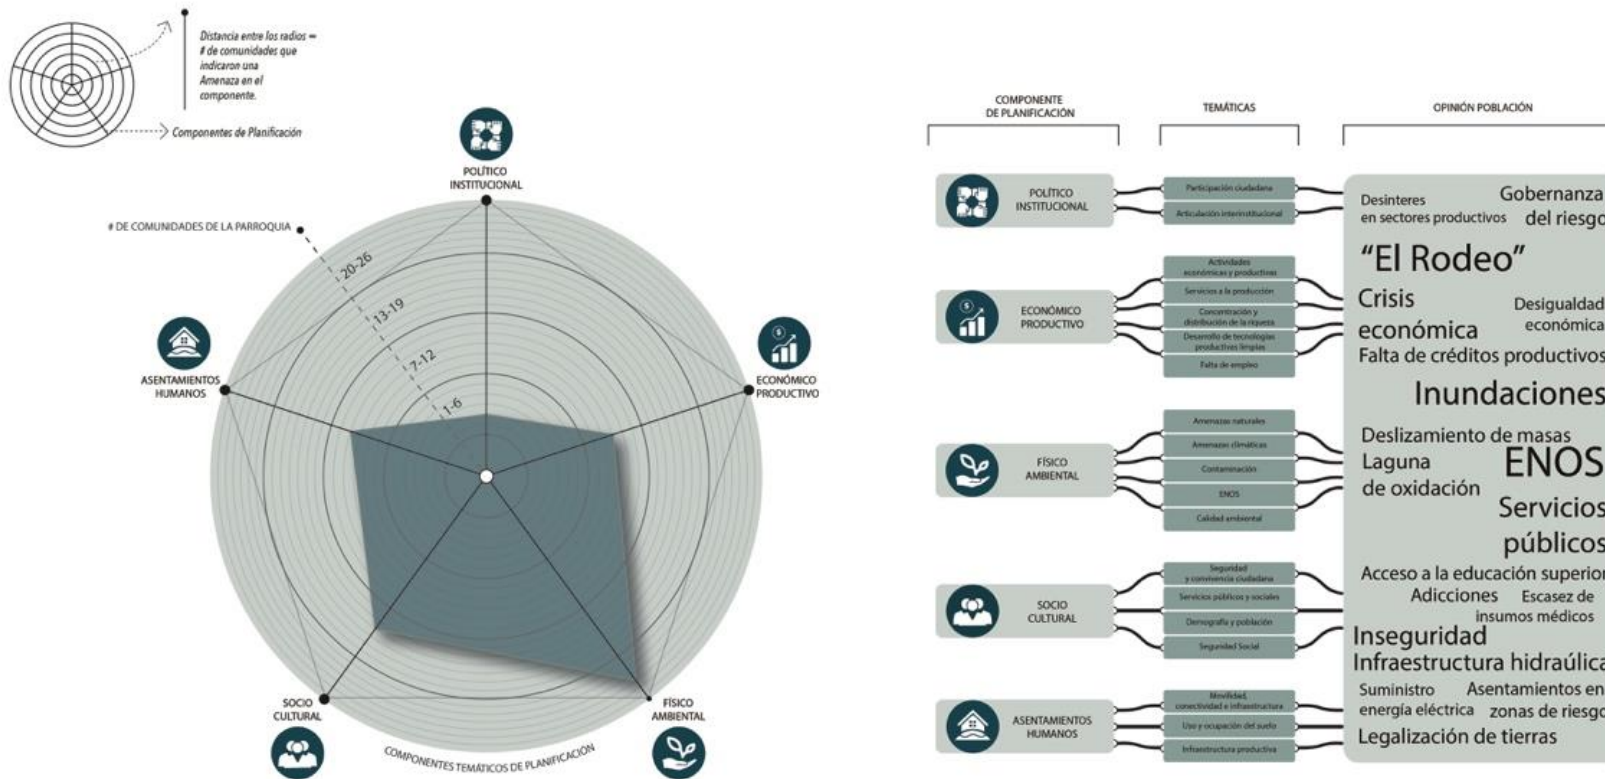 Distancia entre los radios =
# de comunidades que
indicaron una
Amenaza en el
componente.
Componentes de Planificación
POLÍTICO
INSTITUCIONAL
# DE COMUNIDADES DE LA PARROQUIA
20-26
13-19
7-12
1-6
ASENTAMIENTOS
HUMANOS
ECONÓMICO
PRODUCTIVO
SOCIO
CULTURAL
FÍSICO
AMBIENTAL
COMPONENTES TEMÁTICOS DE PLANIFICACIÓN
COMPONENTE
DE PLANIFICACIÓN
TEMÁTICAS
OPINIÓN POBLACIÓN
POLÍTICO
INSTITUCIONAL
Participación ciudadana
Articulación interinstitucional
ECONÓMICO
PRODUCTIVO
Actividades
económicas y productivas
Servicios a la producción
Concentración y
distribución de la riqueza
Desarrollo de tecnologías
productivas limpias
Falta de empleo
FÍSICO
AMBIENTAL
Amenazas naturales
Amenazas climáticas
Contaminación
ENOS
Calidad ambiental
SOCIO
CULTURAL
Seguridad
y convivencia ciudadana
Servicios públicos y sociales
Demografía y población
Seguridad Social
ASENTAMIENTOS
HUMANOS
Movilidad,
conectividad e infraestructura
Uso y ocupación del suelo
Infraestructura productiva
Desinteres
en sectores productivos
Gobernanza
del riesgo
“El Rodeo”
Crisis
económica
Desigualdad
económica
Falta de créditos productivos
Inundaciones
Deslizamiento de masas
Laguna
de oxidación
ENOS
Servicios
públicos
Acceso a la educación superior
Adicciones
Escasez de
insumos médicos
Inseguridad
Infraestructura hidraúlica
Suministro
energía eléctrica
Asentamientos en
zonas de riesgo
Legalización de tierras